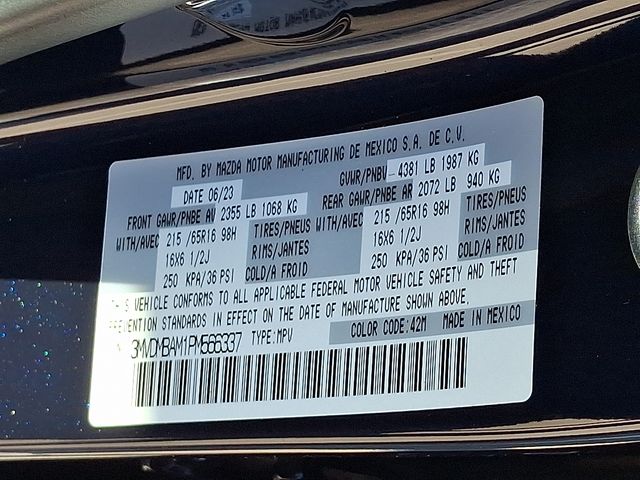 MFD. BY MAZDA MOTOR MANUFACTURING DE MEXICO S.A. DE C.V.
DATE 06/23 GVWR/PNBV 4381 LB 1987 KG
FRONT GAWR/PNBE AV 2355 LB 1068 KG REAR GAWR/PNBE AR 2072 LB 940 KG
WITH/AVEC 215 /65R16 98H TIRES/PNEUS WITH/AVEC 215 /65R16 98H TIRES/PNEUS
16X6 1/2J RIMS/JANTES 16X6 1/2J RIMS/JANTES
250 KPA/36 PSI COLD/A FROID 250 KPA/36 PSI COLD/A FROID
THIS VEHICLE CONFORMS TO ALL APPLICABLE FEDERAL MOTOR VEHICLE SAFETY AND THEFT
PREVENTION STANDARDS IN EFFECT ON THE DATE OF MANUFACTURE SHOWN ABOVE.
3MVDMBAM1PM566337 TYPE:MPV COLOR CODE:42M MADE IN MEXICO